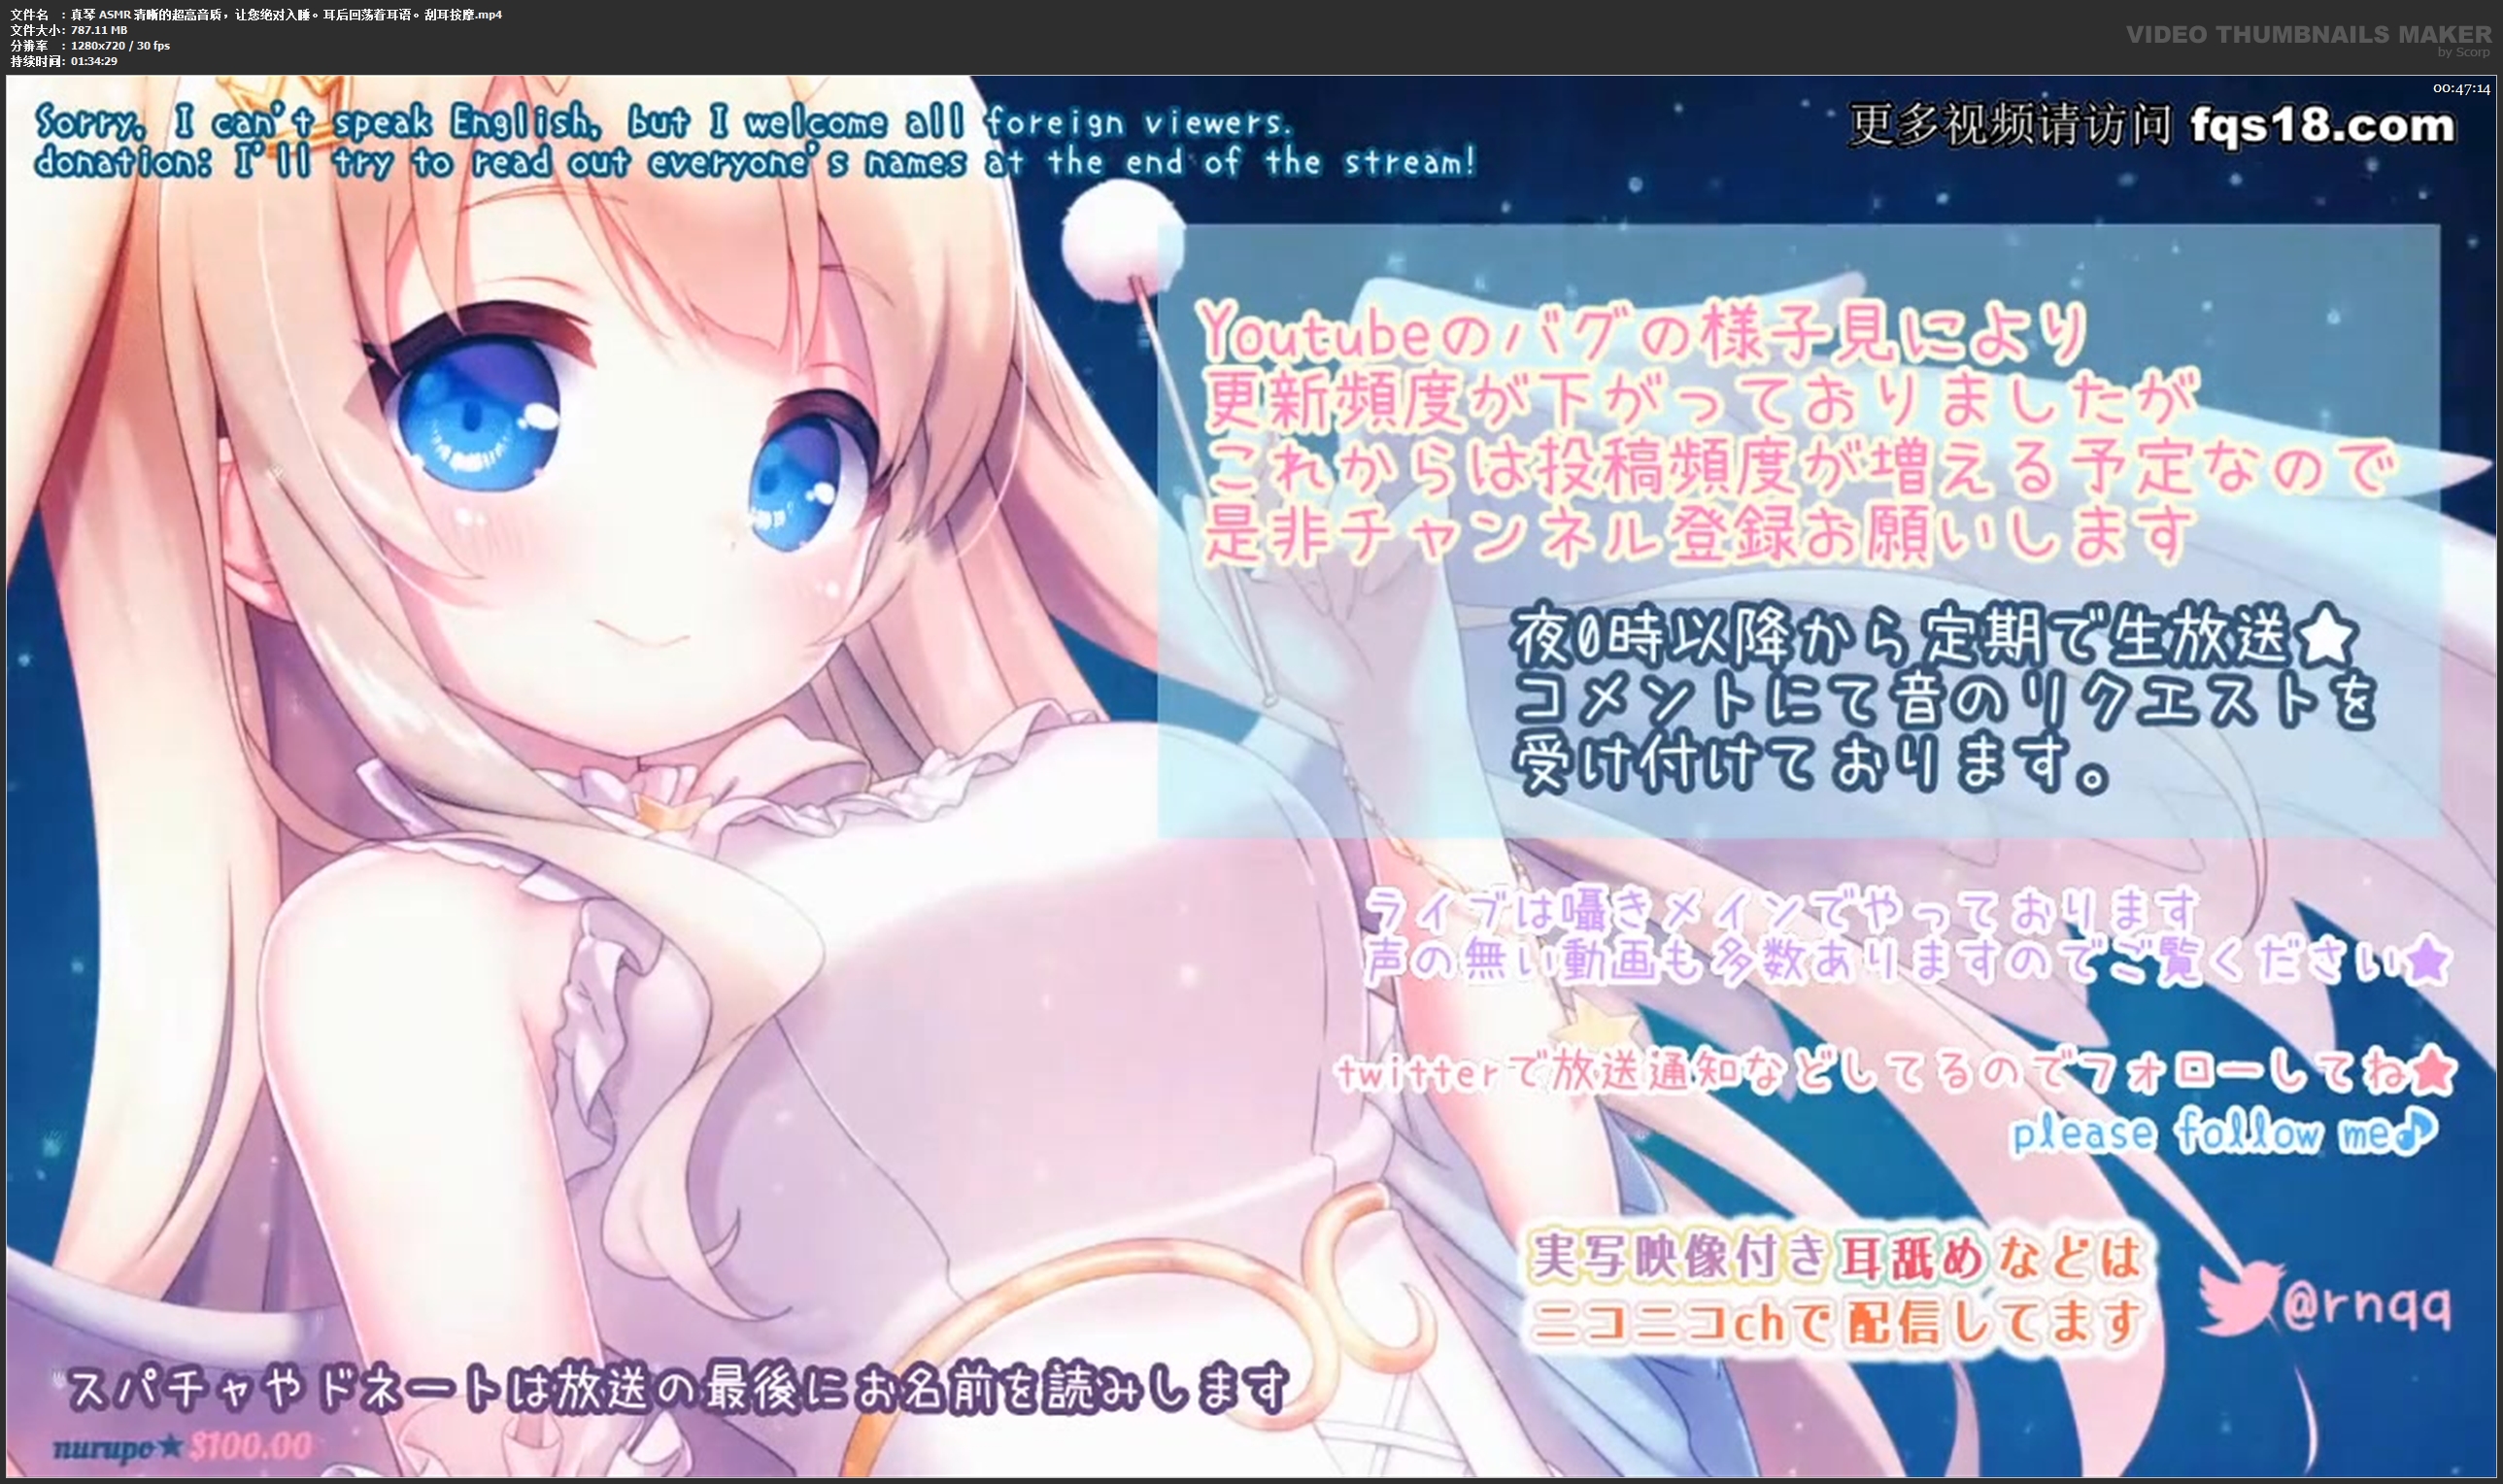 文件名 : 真琴 ASMR 清晰的超高音质，让您绝对入睡。耳后回荡着耳语。刮耳按摩.mp4
文件大小: 787.11 MB
分辨率 : 1280x720 / 30 fps
持续时间: 01:34:29
VIDEO THUMBNAILS MAKER
by Scorp
00:47:14
Sorry, I can't speak English, but I welcome all foreign viewers.
donation: I'll try to read out everyone's names at the end of the stream!
更多视频请访问 fqs18.com
Youtubeのバグの様子見により
更新頻度が下がっておりましたが
これからは投稿頻度が増える予定なので
是非チャンネル登録お願いします
夜0時以降から定期で生放送★
コメントにて音のリクエストを
受け付けております。
ライブは囁きメインでやっております
声の無い動画も多数ありますのでご覧ください★
twitterで放送通知などしてるのでフォローしてね★
please follow me♪
実写映像付き耳舐めなどは
ニコニコchで配信してます
@rnqq
スパチャやドネートは放送の最後にお名前を読みします
nurupo★ $100.00